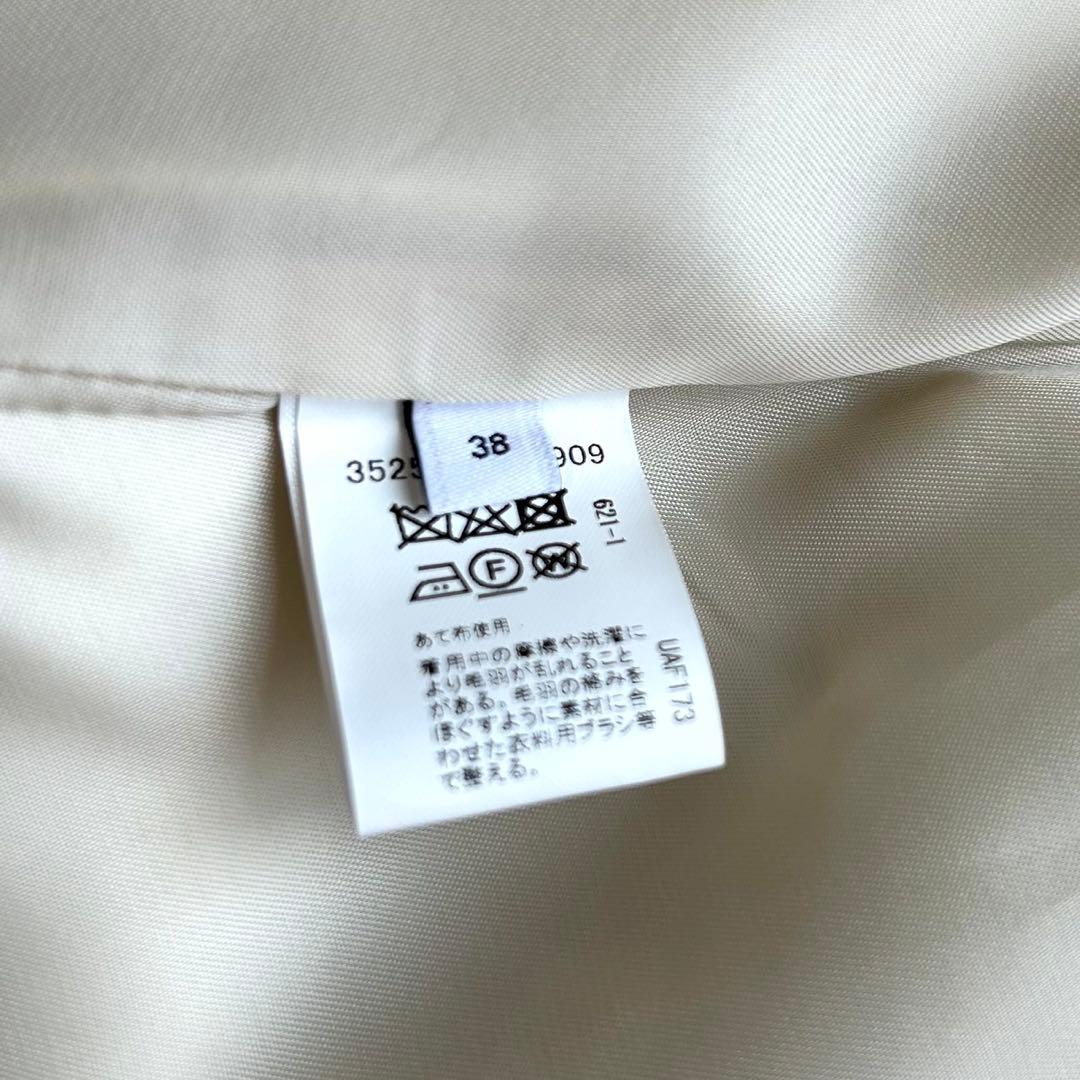 38
3525
909
621-1
F
W
あて布使用
着用中の摩擦や洗濯に
より毛羽が乱れること
がある。毛羽の絡みを
ほぐすように素材に合
わせた衣料用ブラシ等
で整える。
UAF173